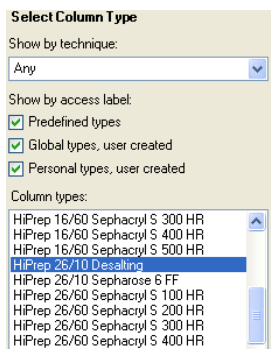 Select Column Type
Show by technique:
Any
Show by access label:
Predefined types
Global types, user created
Personal types, user created
Column types:
HiPrep 16/60 Sephacryl S 300 HR
HiPrep 16/60 Sephacryl S 400 HR
HiPrep 16/60 Sephacryl S 500 HR
HiPrep 26/10 Desalting
HiPrep 26/10 Sepharose 6 FF
HiPrep 26/60 Sephacryl S 100 HR
HiPrep 26/60 Sephacryl S 200 HR
HiPrep 26/60 Sephacryl S 300 HR
HiPrep 26/60 Sephacryl S 400 HR